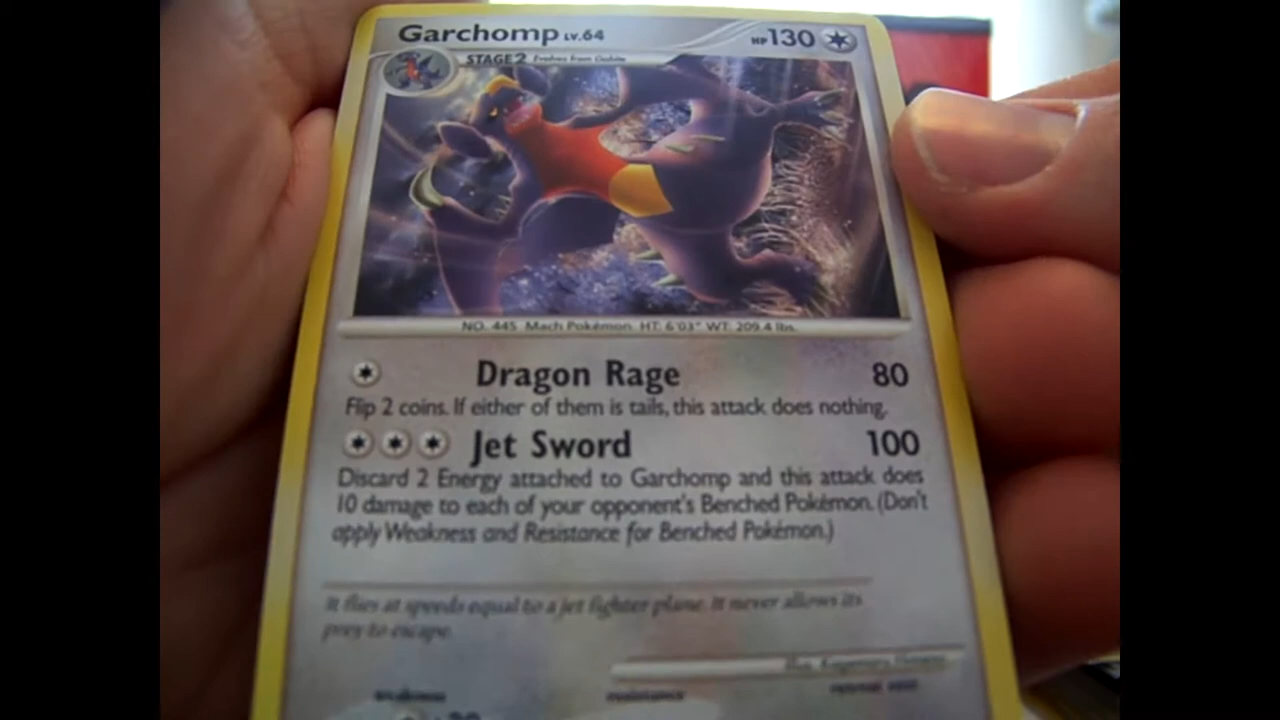 Garchomp LV.64 HP 130
STAGE 2 Evolves from Gabite
NO. 445 Mach Pokémon HT: 6'03" WT: 209.4 lbs.
Dragon Rage 80
Flip 2 coins. If either of them is tails, this attack does nothing.
Jet Sword 100
Discard 2 Energy attached to Garchomp and this attack does
10 damage to each of your opponent's Benched Pokémon. (Don't
apply Weakness and Resistance for Benched Pokémon.)
It flies at speeds equal to a jet fighter plane. It never allows its
prey to escape.
weakness resistance retreat cost